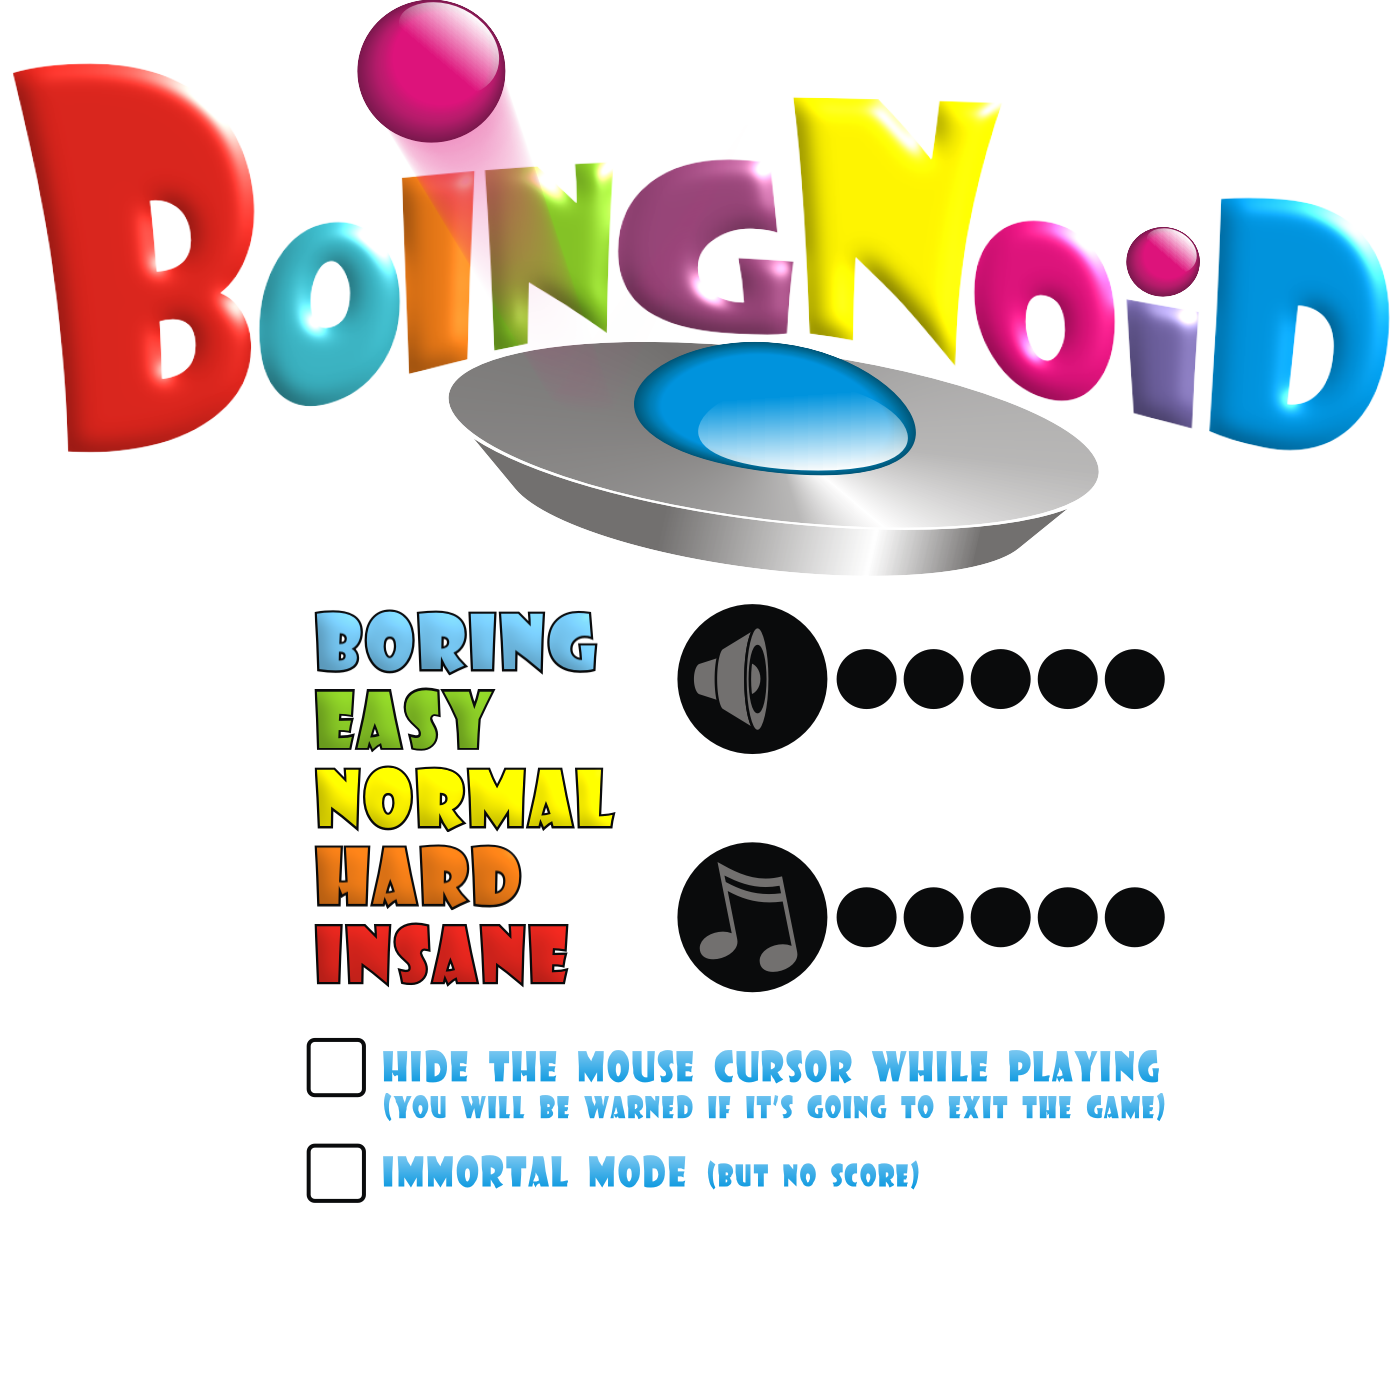 BOiNGNOiD
BORING
EASY
NORMAL
HARD
INSANE
HIDE THE MOUSE CURSOR WHILE PLAYING
(YOU WILL BE WARNED IF IT'S GOING TO EXIT THE GAME)
IMMORTAL MODE (BUT NO SCORE)